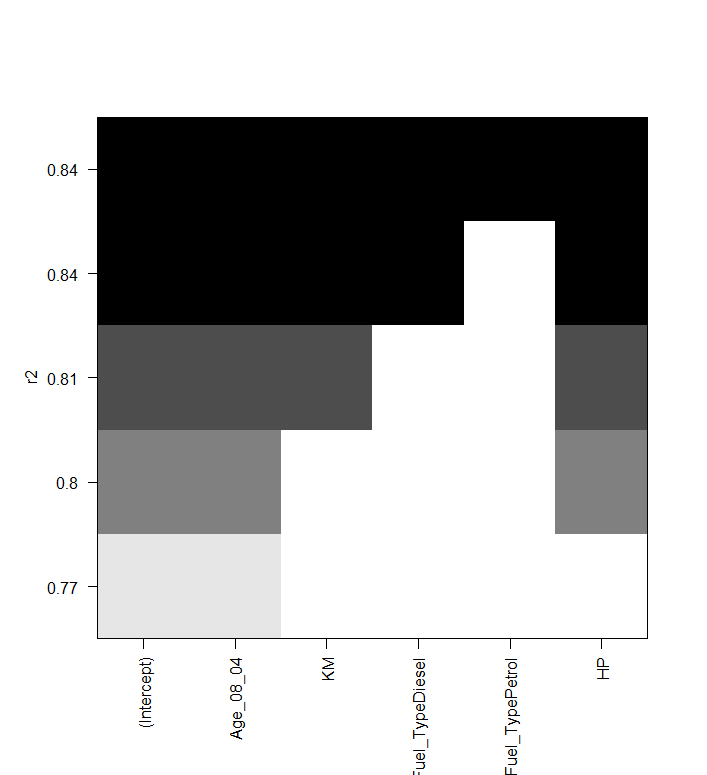 0.84
0.84
r2
0.81
0.8
0.77
(Intercept)
Age_08_04
KM
Fuel_TypeDiesel
Fuel_TypePetrol
HP